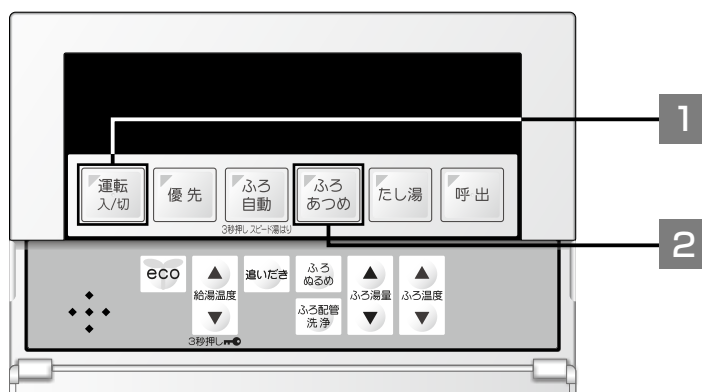 1
運転
入/切
優先
ふろ
自動
ふろ
あつめ
たし湯
呼出
3秒押し スピード湯はり
2
eco
給湯温度
3秒押し
追いだき
ふろ
ぬるめ
ふろ配管
洗浄
ふろ湯量
ふろ温度